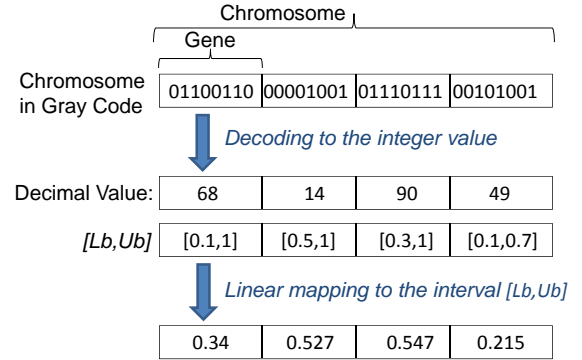 Chromosome
Gene
Chromosome
in Gray Code
01100110 00001001 01110111 00101001
Decoding to the integer value
Decimal Value: 68 14 90 49
[Lb,Ub] [0.1,1] [0.5,1] [0.3,1] [0.1,0.7]
Linear mapping to the interval [Lb,Ub]
0.34 0.527 0.547 0.215